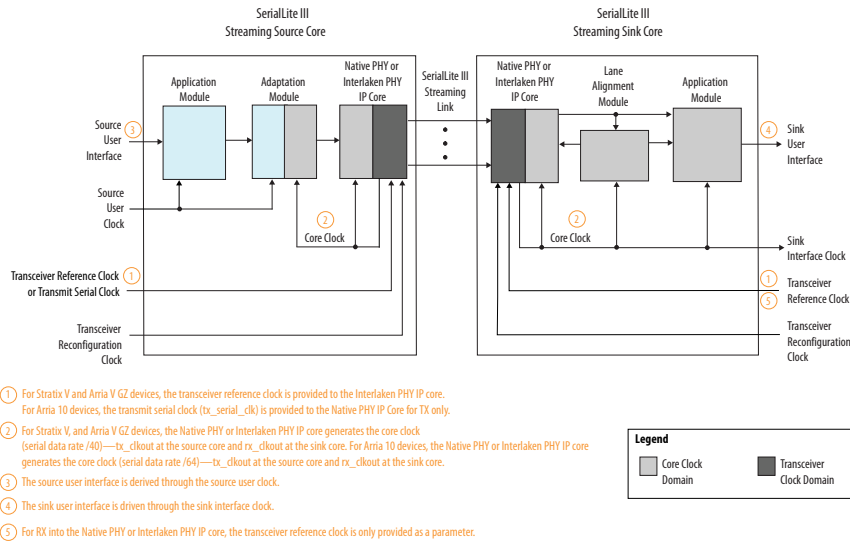 SerialLite III
Streaming Source Core
SerialLite III
Streaming Sink Core
Application
Module
Adaptation
Module
Native PHY or
Interlaken PHY
IP Core
SerialLite III
Streaming
Link
Native PHY or
Interlaken PHY
IP Core
Lane
Alignment
Module
Application
Module
Source
User
Interface
3
4
Sink
User
Interface
Source
User
Clock
2
Core Clock
2
Core Clock
Sink
Interface Clock
Transceiver Reference Clock
or Transmit Serial Clock
1
1
5
Transceiver
Reference Clock
Transceiver
Reconfiguration
Clock
Transceiver
Reconfiguration
Clock
1 For Stratix V and Arria V GZ devices, the transceiver reference clock is provided to the Interlaken PHY IP core.
For Arria 10 devices, the transmit serial clock (tx_serial_clk) is provided to the Native PHY IP Core for TX only.
2 For Stratix V, and Arria V GZ devices, the Native PHY or Interlaken PHY IP core generates the core clock
(serial data rate /40)—tx_clkout at the source core and rx_clkout at the sink core. For Arria 10 devices, the Native PHY or Interlaken PHY IP core
generates the core clock (serial data rate /64)—tx_clkout at the source core and rx_clkout at the sink core.
3 The source user interface is derived through the source user clock.
4 The sink user interface is driven through the sink interface clock.
5 For RX into the Native PHY or Interlaken PHY IP core, the transceiver reference clock is only provided as a parameter.
Legend
Core Clock
Domain
Transceiver
Clock Domain